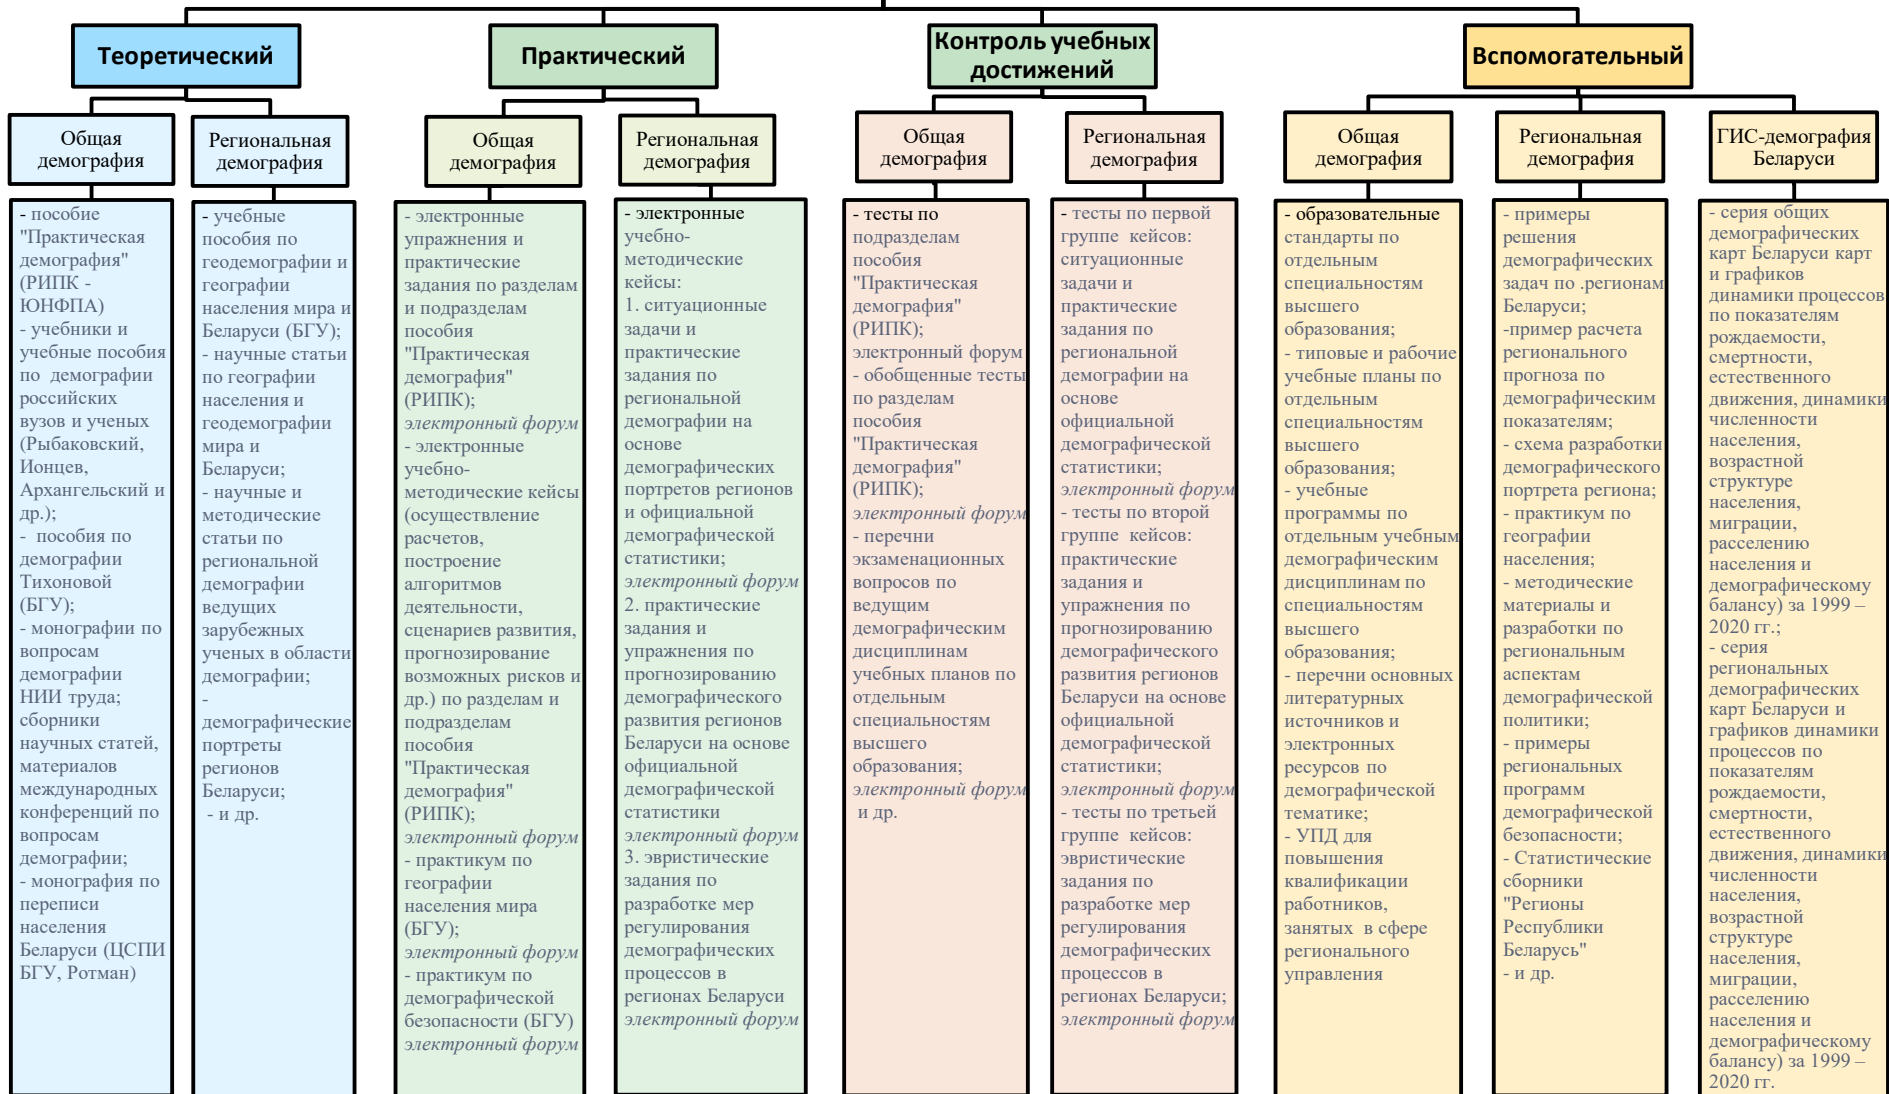 Теоретический
Практический
Контроль учебных
достижений
Вспомогательный
Общая
демография
Региональная
демография
Общая
демография
Региональная
демография
Общая
демография
Региональная
демография
Общая
демография
Региональная
демография
ГИС-демография
Беларуси
- пособие
"Практическая
демография"
(РИПК -
ЮНФПА)
- учебники и
учебные пособия
по демографии
российских
вузов и ученых
(Рыбаковский,
Ионцев,
Архангельский и
др.);
- пособия по
демографии
Тихоновой
(БГУ);
- монографии по
вопросам
демографии
НИИ труда;
сборники
научных статей,
материалов
международных
конференций по
вопросам
демографии;
- монография по
переписи
населения
Беларуси (ЦСПИ
БГУ, Ротман)
- учебные
пособия по
геодемографии и
географии
населения мира и
Беларуси (БГУ);
- научные статьи
по географии
населения и
геодемографии
мира и
Беларуси;
- научные и
методические
статьи по
региональной
демографии
ведущих
зарубежных
ученых в области
демографии;
-
демографические
портреты
регионов
Беларуси;
- и др.
- электронные
упражнения и
практические
задания по разделам
и подразделам
пособия
"Практическая
демография"
(РИПК);
электронный форум
- электронные
учебно-
методические кейсы
(осуществление
расчетов,
построение
алгоритмов
деятельности,
сценариев развития,
прогнозирование
возможных рисков и
др.) по разделам и
подразделам
пособия
"Практическая
демография"
(РИПК);
электронный форум
- практикум по
географии
населения мира
(БГУ);
электронный форум
- практикум по
демографической
безопасности (БГУ)
электронный форум
- электронные
учебно-
методические
кейсы:
1. ситуационные
задачи и
практические
задания по
региональной
демографии на
основе
демографических
портретов регионов
и официальной
демографической
статистики;
электронный форум
2. практические
задания и
упражнения по
прогнозированию
демографического
развития регионов
Беларуси на основе
официальной
демографической
статистики
электронный форум
3. эвристические
задания по
разработке мер
регулирования
демографических
процессов в
регионах Беларуси
электронный форум
- тесты по
подразделам
пособия
"Практическая
демография"
(РИПК);
электронный форум
- обобщенные тесты
по разделам
пособия
"Практическая
демография"
(РИПК);
электронный форум
- перечни
экзаменационных
вопросов по
ведущим
демографическим
дисциплинам
учебных планов по
отдельным
специальностям
высшего
образования;
электронный форум
и др.
- тесты по первой
группе кейсов:
ситуационные
задачи и
практические
задания по
региональной
демографии на
основе
официальной
демографической
статистики;
электронный форум
- тесты по второй
группе кейсов:
практические
задания и
упражнения по
прогнозированию
демографического
развития регионов
Беларуси на основе
официальной
демографической
статистики;
электронный форум
- тесты по третьей
группе кейсов:
эвристические
задания по
разработке мер
регулирования
демографических
процессов в
регионах Беларуси;
электронный форум
- образовательные
стандарты по
отдельным
специальностям
высшего
образования;
- типовые и рабочие
учебные планы по
отдельным
специальностям
высшего
образования;
- учебные
программы по
отдельным учебным
демографическим
дисциплинам по
специальностям
высшего
образования;
- перечни основных
литературных
источников и
электронных
ресурсов по
демографической
тематике;
- УПД для
повышения
квалификации
работников,
занятых в сфере
регионального
управления
- примеры
решения
демографических
задач по .регионам
Беларуси;
-пример расчета
регионального
прогноза по
демографическим
показателям;
- схема разработки
демографического
портрета региона;
- практикум по
географии
населения;
- методические
материалы и
разработки по
региональным
аспектам
демографической
политики;
- примеры
региональных
программ
демографической
безопасности;
- Статистические
сборники
"Регионы
Республики
Беларусь"
- и др.
- серия общих
демографических
карт Беларуси карт
и графиков
динамики процессов
по показателям
рождаемости,
смертности,
естественного
движения, динамики
численности
населения,
возрастной
структуре
населения,
миграции,
расселению
населения и
демографическому
балансу) за 1999 –
2020 гг.;
- серия
региональных
демографических
карт Беларуси и
графиков динамики
процессов по
показателям
рождаемости,
смертности,
естественного
движения, динамики
численности
населения,
возрастной
структуре
населения,
миграции,
расселению
населения и
демографическому
балансу) за 1999 –
2020 гг.